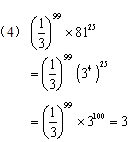 (4) (1/3)^99 × 81^25
= (1/3)^99 (3^4)^25
= (1/3)^99 × 3^100 = 3